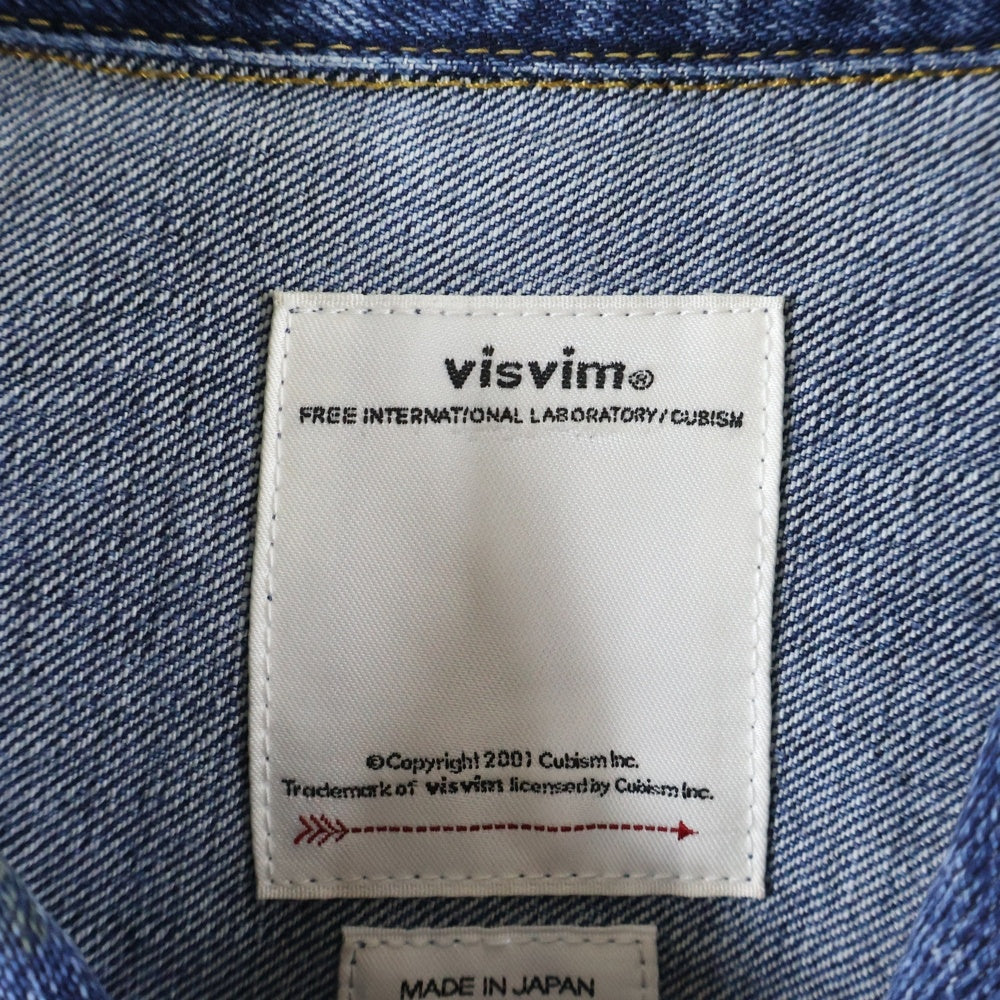 visvim®
FREE INTERNATIONAL LABORATORY/CUBISM
©Copyright 2001 Cubism Inc.
Trademark of visvim licensed by Cubism Inc.
MADE IN JAPAN